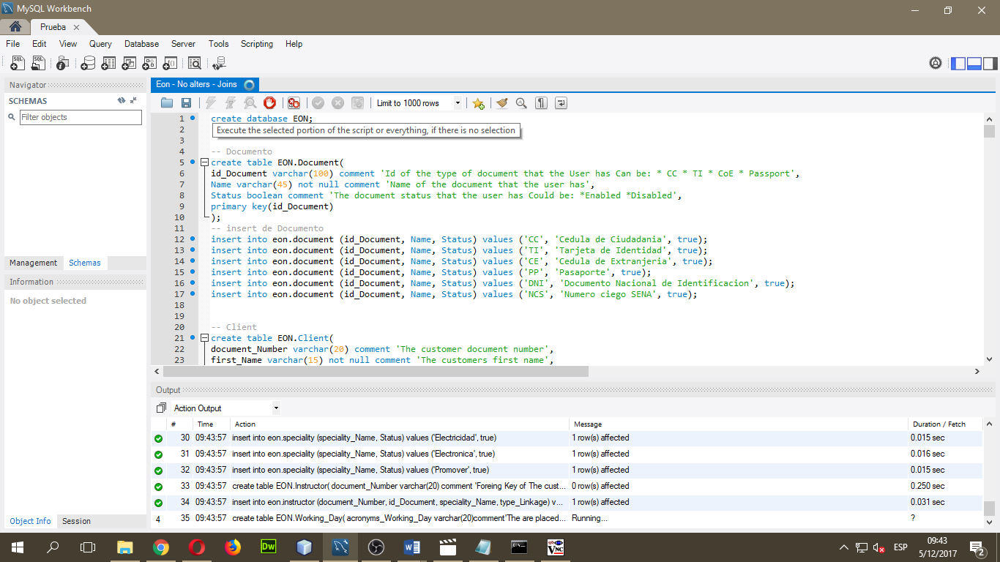 MySQL Workbench
Prueba
File Edit View Query Database Server Tools Scripting Help
Navigator
SCHEMAS
Filter objects
Management Schemas
Information
No object selected
Object Info Session
Eon - No alters - Joins
Limit to 1000 rows
1 create database EON;
2
Execute the selected portion of the script or everything, if there is no selection
3
4 -- Documento
5 create table EON.Document(
6 id_Document varchar(100) comment 'Id of the type of document that the User has Can be: * CC * TI * CoE * Passport',
7 Name varchar(45) not null comment 'Name of the document that the user has',
8 Status boolean comment 'The document status that the user has Could be: *Enabled *Disabled',
9 primary key(id_Document)
10 );
11 -- insert de Documento
12 insert into eon.document (id_Document, Name, Status) values ('CC', 'Cedula de Ciudadania', true);
13 insert into eon.document (id_Document, Name, Status) values ('TI', 'Tarjeta de Identidad', true);
14 insert into eon.document (id_Document, Name, Status) values ('CE', 'Cedula de Extranjeria', true);
15 insert into eon.document (id_Document, Name, Status) values ('PP', 'Pasaporte', true);
16 insert into eon.document (id_Document, Name, Status) values ('DNI', 'Documento Nacional de Identificacion', true);
17 insert into eon.document (id_Document, Name, Status) values ('NCS', 'Numero ciego SENA', true);
18
19
20 -- Client
21 create table EON.Client(
22 document_Number varchar(20) comment 'The customer document number',
23 first_Name varchar(15) not null comment 'The customers first name',
Output
Action Output
# Time Action Message Duration / Fetch
30 09:43:57 insert into eon.speciality (speciality_Name, Status) values ('Electricidad', true) 1 row(s) affected 0.015 sec
31 09:43:57 insert into eon.speciality (speciality_Name, Status) values ('Electronica', true) 1 row(s) affected 0.016 sec
32 09:43:57 insert into eon.speciality (speciality_Name, Status) values ('Promover', true) 1 row(s) affected 0.015 sec
33 09:43:57 create table EON.Instructor( document_Number varchar(20) comment 'Foreing Key of The cust... 0 row(s) affected 0.250 sec
34 09:43:57 insert into eon.instructor (document_Number, id_Document, speciality_Name, type_Linkage) v... 1 row(s) affected 0.031 sec
4 35 09:43:57 create table EON.Working_Day( acronyms_Working_Day varchar(20)comment'The are placed... Running... ?
Dw
ESP
09:43
5/12/2017
2